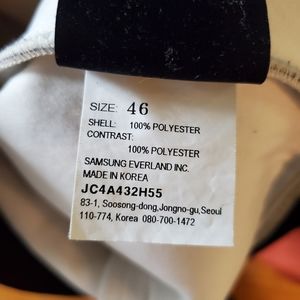 SIZE: 46
SHELL: 100% POLYESTER
CONTRAST:
100% POLYESTER
SAMSUNG EVERLAND INC.
MADE IN KOREA
JC4A432H55
83-1, Soosong-dong,Jongno-gu,Seoul
110-774, Korea 080-700-1472